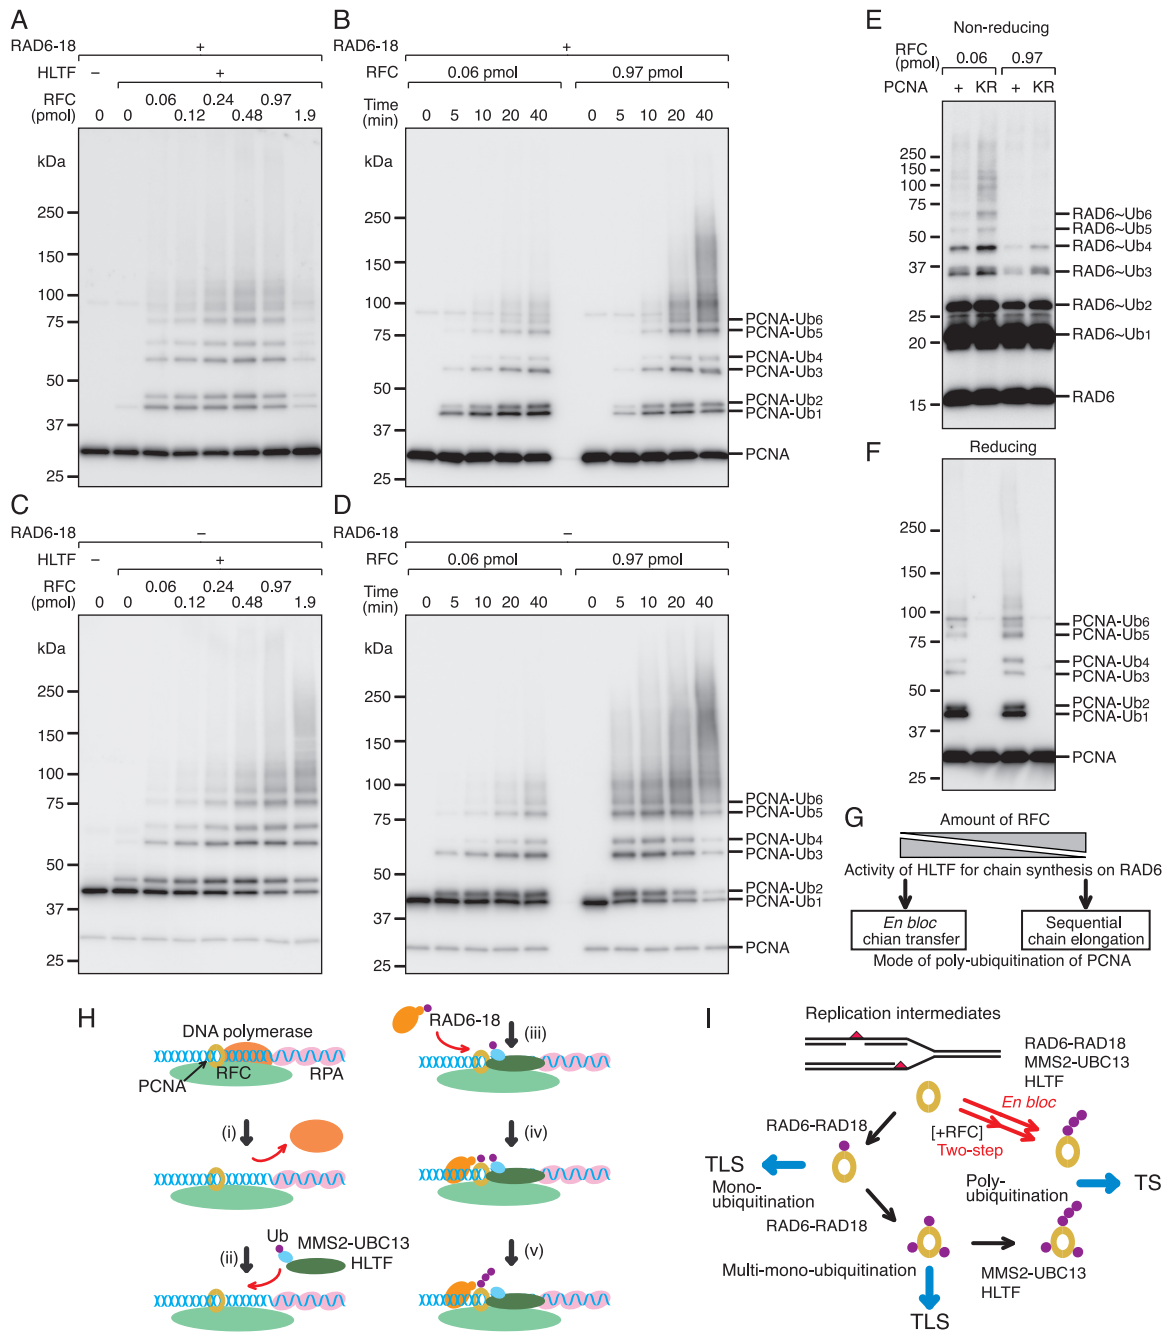 A
RAD6-18
+
HLTF
–
+
RFC
(pmol)
0.06 0.24 0.97
0 0 0.12 0.48 1.9
kDa
250
150
100
75
50
37
25
B
RAD6-18
+
RFC
0.06 pmol
0.97 pmol
Time
(min)
0 5 10 20 40 0 5 10 20 40
kDa
250
150
100
75
50
37
25
PCNA-Ub6
PCNA-Ub5
PCNA-Ub4
PCNA-Ub3
PCNA-Ub2
PCNA-Ub1
PCNA
C
RAD6-18
–
HLTF
–
+
RFC
(pmol)
0.06 0.24 0.97
0 0 0.12 0.48 1.9
kDa
250
150
100
75
50
37
25
D
RAD6-18
–
RFC
0.06 pmol
0.97 pmol
Time
(min)
0 5 10 20 40 0 5 10 20 40
kDa
250
150
100
75
50
37
25
PCNA-Ub6
PCNA-Ub5
PCNA-Ub4
PCNA-Ub3
PCNA-Ub2
PCNA-Ub1
PCNA
E
Non-reducing
RFC
(pmol)
0.06 0.97
PCNA + KR + KR
250
150
100
75
50
37
25
20
15
RAD6~Ub6
RAD6~Ub5
RAD6~Ub4
RAD6~Ub3
RAD6~Ub2
RAD6~Ub1
RAD6
F
Reducing
250
150
100
75
50
37
25
PCNA-Ub6
PCNA-Ub5
PCNA-Ub4
PCNA-Ub3
PCNA-Ub2
PCNA-Ub1
PCNA
G
Amount of RFC
Activity of HLTF for chain synthesis on RAD6
En bloc
chian transfer
Sequential
chain elongation
Mode of poly-ubiquitination of PCNA
H
DNA polymerase
PCNA
RFC
RPA
(i)
(ii)
Ub
MMS2-UBC13
HLTF
RAD6-18
(iii)
(iv)
(v)
I
Replication intermediates
RAD6-RAD18
MMS2-UBC13
HLTF
En bloc
[+RFC]
Two-step
RAD6-RAD18
TLS
Mono-
ubiquitination
Poly-
ubiquitination
TS
RAD6-RAD18
Multi-mono-ubiquitination
MMS2-UBC13
HLTF
TLS